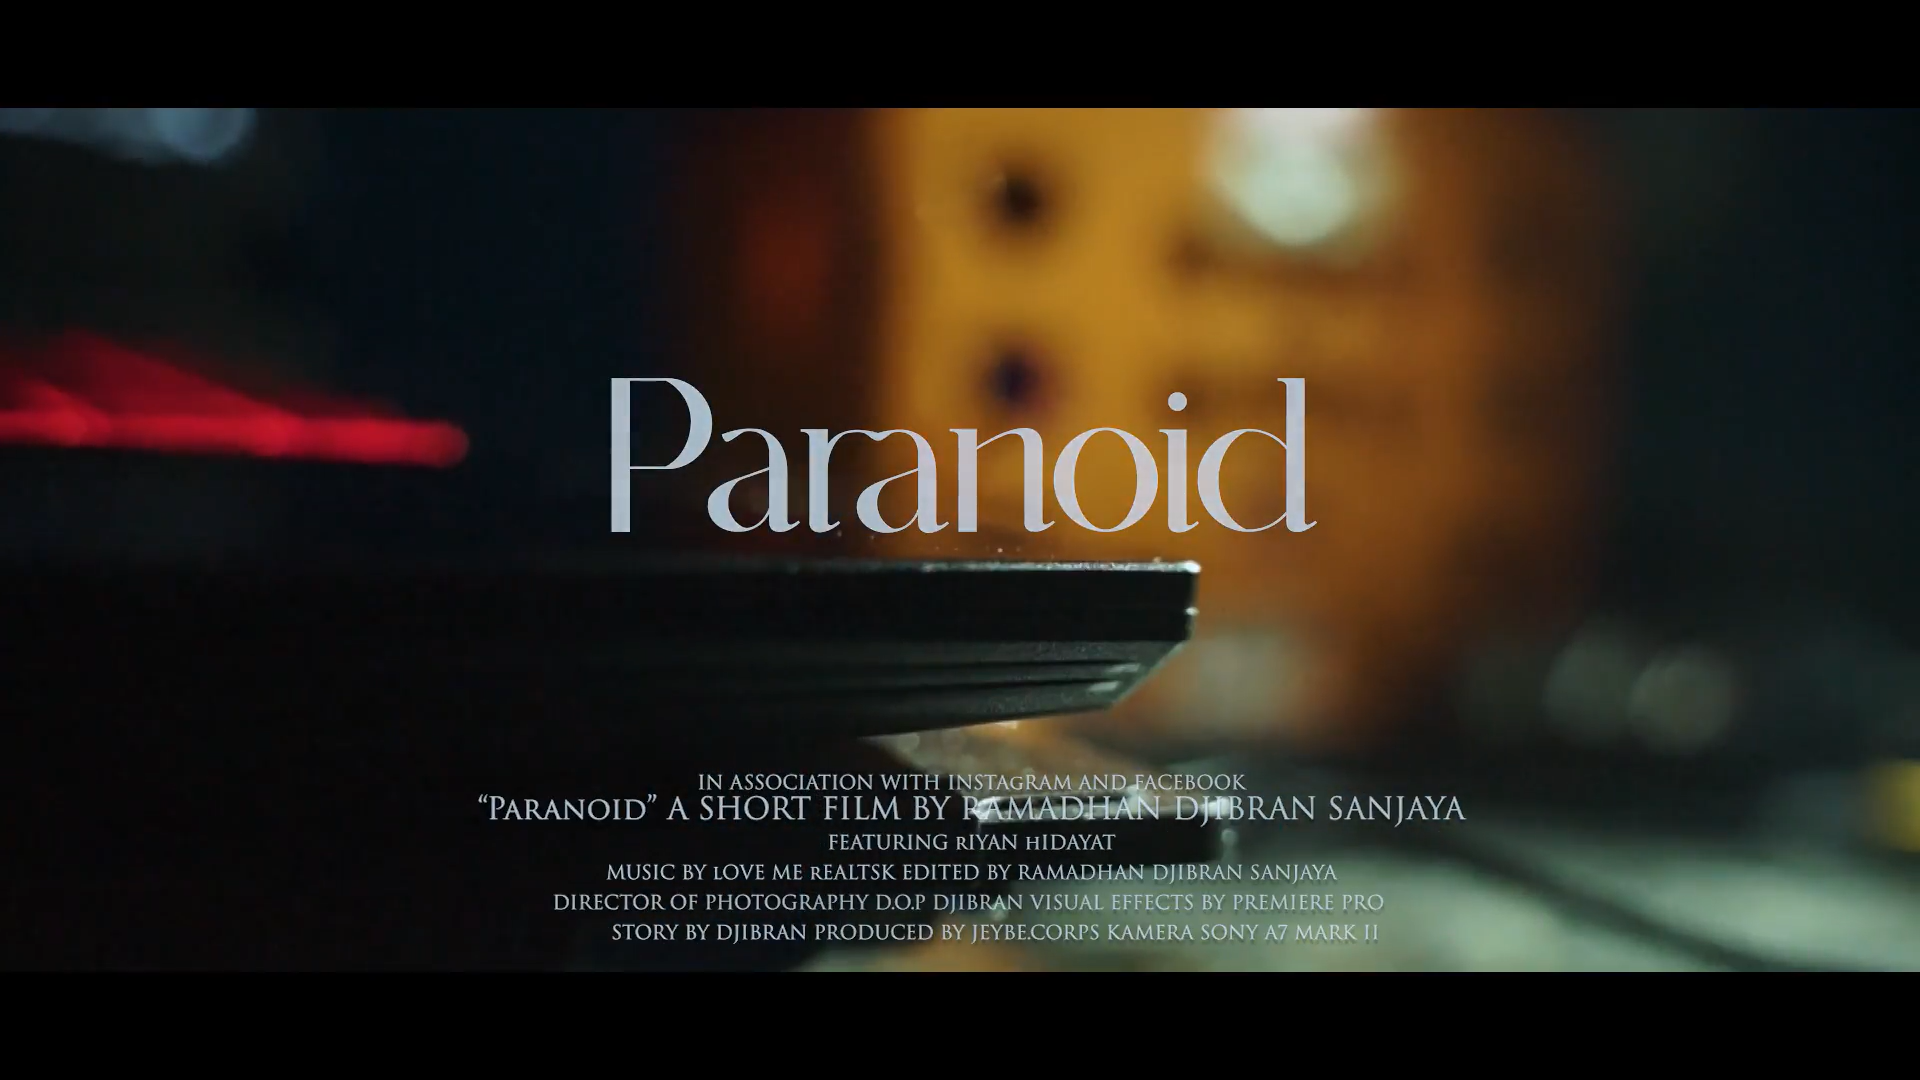 Paranoid
IN ASSOCIATION WITH INSTAGRAM AND FACEBOOK
“PARANOID” A SHORT FILM BY RAMADHAN DJIBRAN SANJAYA
FEATURING RIYAN HIDAYAT
MUSIC BY LOVE ME REALTSK EDITED BY RAMADHAN DJIBRAN SANJAYA
DIRECTOR OF PHOTOGRAPHY D.O.P DJIBRAN VISUAL EFFECTS BY PREMIERE PRO
STORY BY DJIBRAN PRODUCED BY JEYBE.CORPS KAMERA SONY A7 MARK II